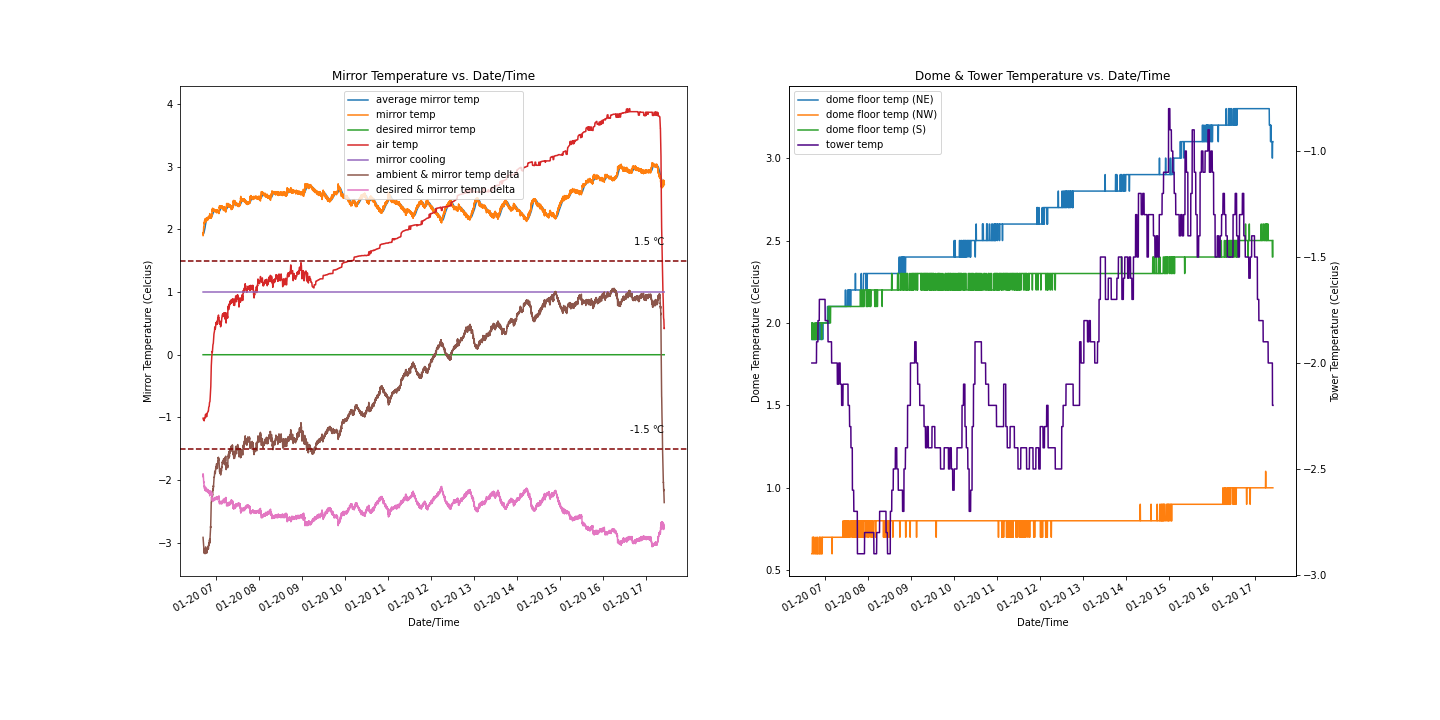 Mirror Temperature vs. Date/Time
average mirror temp
mirror temp
desired mirror temp
air temp
mirror cooling
ambient & mirror temp delta
desired & mirror temp delta
1.5 °C
-1.5 °C
4
3
2
1
0
−1
−2
−3
Mirror Temperature (Celcius)
01-20 07
01-20 08
01-20 09
01-20 10
01-20 11
01-20 12
01-20 13
01-20 14
01-20 15
01-20 16
01-20 17
Date/Time
Dome & Tower Temperature vs. Date/Time
dome floor temp (NE)
dome floor temp (NW)
dome floor temp (S)
tower temp
3.0
2.5
2.0
1.5
1.0
0.5
Dome Temperature (Celcius)
01-20 07
01-20 08
01-20 09
01-20 10
01-20 11
01-20 12
01-20 13
01-20 14
01-20 15
01-20 16
01-20 17
Date/Time
−1.0
−1.5
−2.0
−2.5
−3.0
Tower Temperature (Celcius)